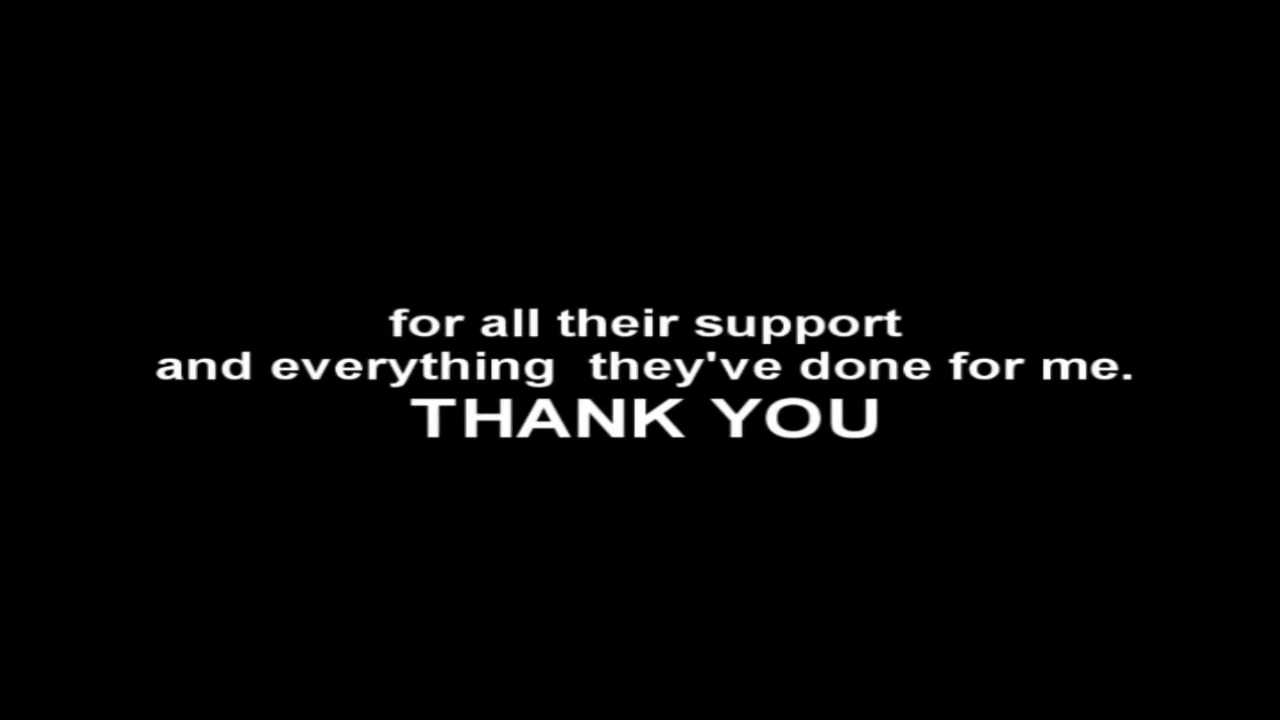 for all their support
and everything  they've done for me.
THANK YOU